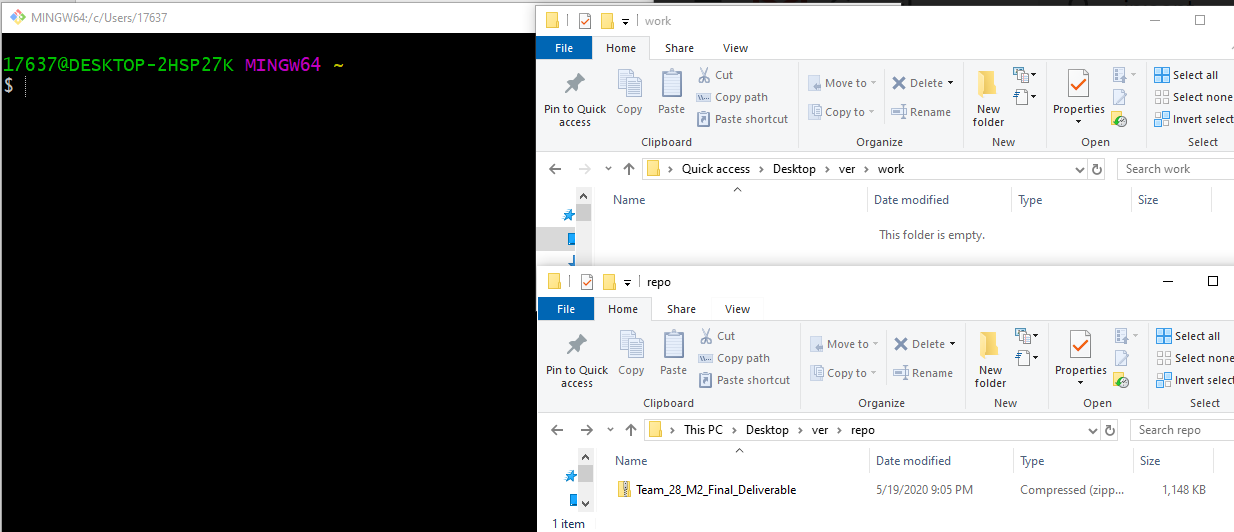 MINGW64:/c/Users/17637
17637@DESKTOP-2HSP27K MINGW64 ~
$
work
File Home Share View
Pin to Quick access
Copy
Paste
Cut
Copy path
Paste shortcut
Clipboard
Move to
Copy to
Delete
Rename
Organize
New folder
New
Properties
Open
Select all
Select none
Invert select
Select
Quick access > Desktop > ver > work
Search work
Name Date modified Type Size
This folder is empty.
repo
File Home Share View
Pin to Quick access
Copy
Paste
Cut
Copy path
Paste shortcut
Clipboard
Move to
Copy to
Delete
Rename
Organize
New folder
New
Properties
Open
Select all
Select none
Invert select
Select
This PC > Desktop > ver > repo
Search repo
Name Date modified Type Size
Team_28_M2_Final_Deliverable 5/19/2020 9:05 PM Compressed (zipp... 1,148 KB
1 item